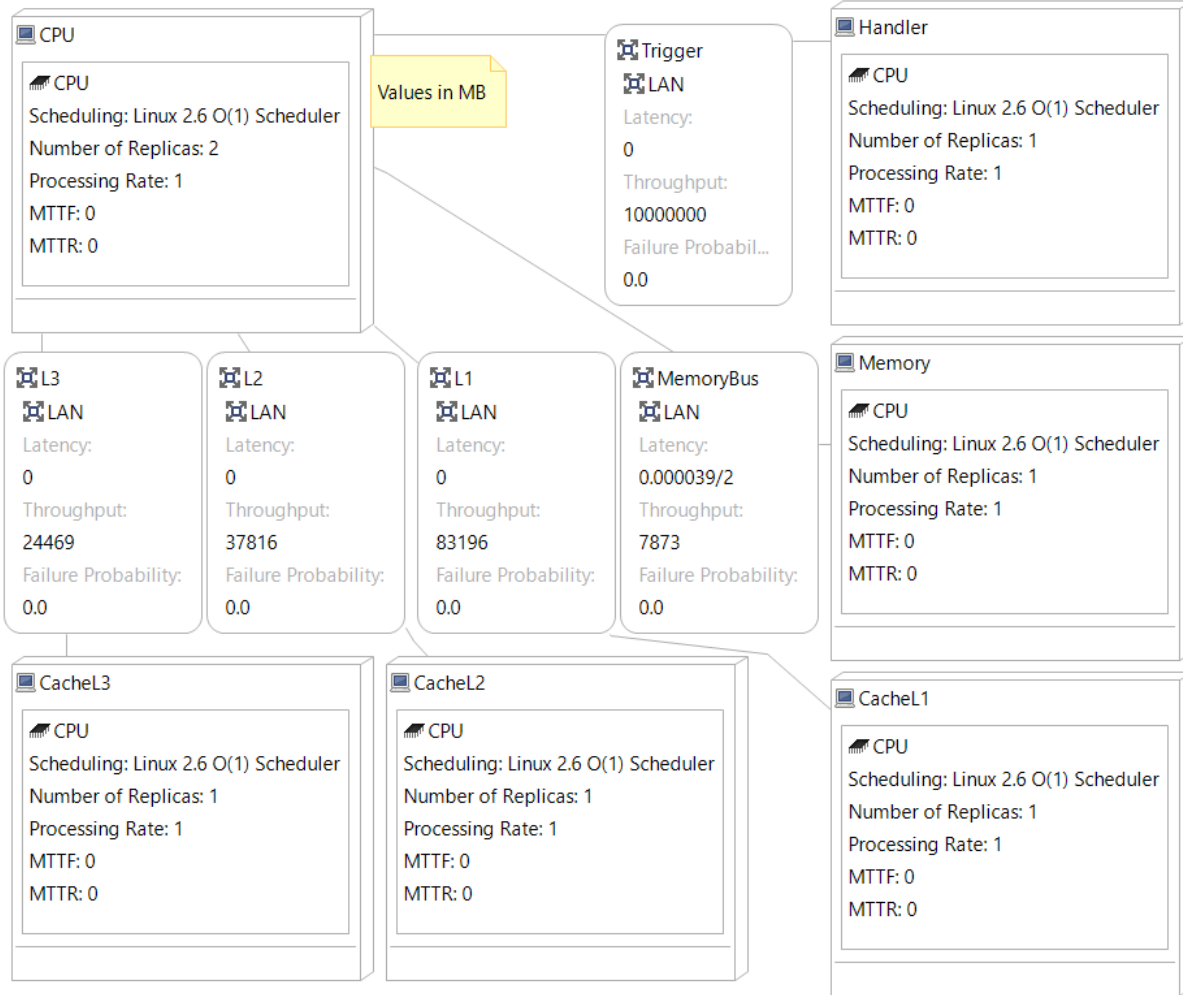 CPU
CPU
Scheduling: Linux 2.6 O(1) Scheduler
Number of Replicas: 2
Processing Rate: 1
MTTF: 0
MTTR: 0
Values in MB
Trigger
LAN
Latency:
0
Throughput:
10000000
Failure Probabil...
0.0
Handler
CPU
Scheduling: Linux 2.6 O(1) Scheduler
Number of Replicas: 1
Processing Rate: 1
MTTF: 0
MTTR: 0
L3
LAN
Latency:
0
Throughput:
24469
Failure Probability:
0.0
L2
LAN
Latency:
0
Throughput:
37816
Failure Probability:
0.0
L1
LAN
Latency:
0
Throughput:
83196
Failure Probability:
0.0
MemoryBus
LAN
Latency:
0.000039/2
Throughput:
7873
Failure Probability:
0.0
Memory
CPU
Scheduling: Linux 2.6 O(1) Scheduler
Number of Replicas: 1
Processing Rate: 1
MTTF: 0
MTTR: 0
CacheL3
CPU
Scheduling: Linux 2.6 O(1) Scheduler
Number of Replicas: 1
Processing Rate: 1
MTTF: 0
MTTR: 0
CacheL2
CPU
Scheduling: Linux 2.6 O(1) Scheduler
Number of Replicas: 1
Processing Rate: 1
MTTF: 0
MTTR: 0
CacheL1
CPU
Scheduling: Linux 2.6 O(1) Scheduler
Number of Replicas: 1
Processing Rate: 1
MTTF: 0
MTTR: 0